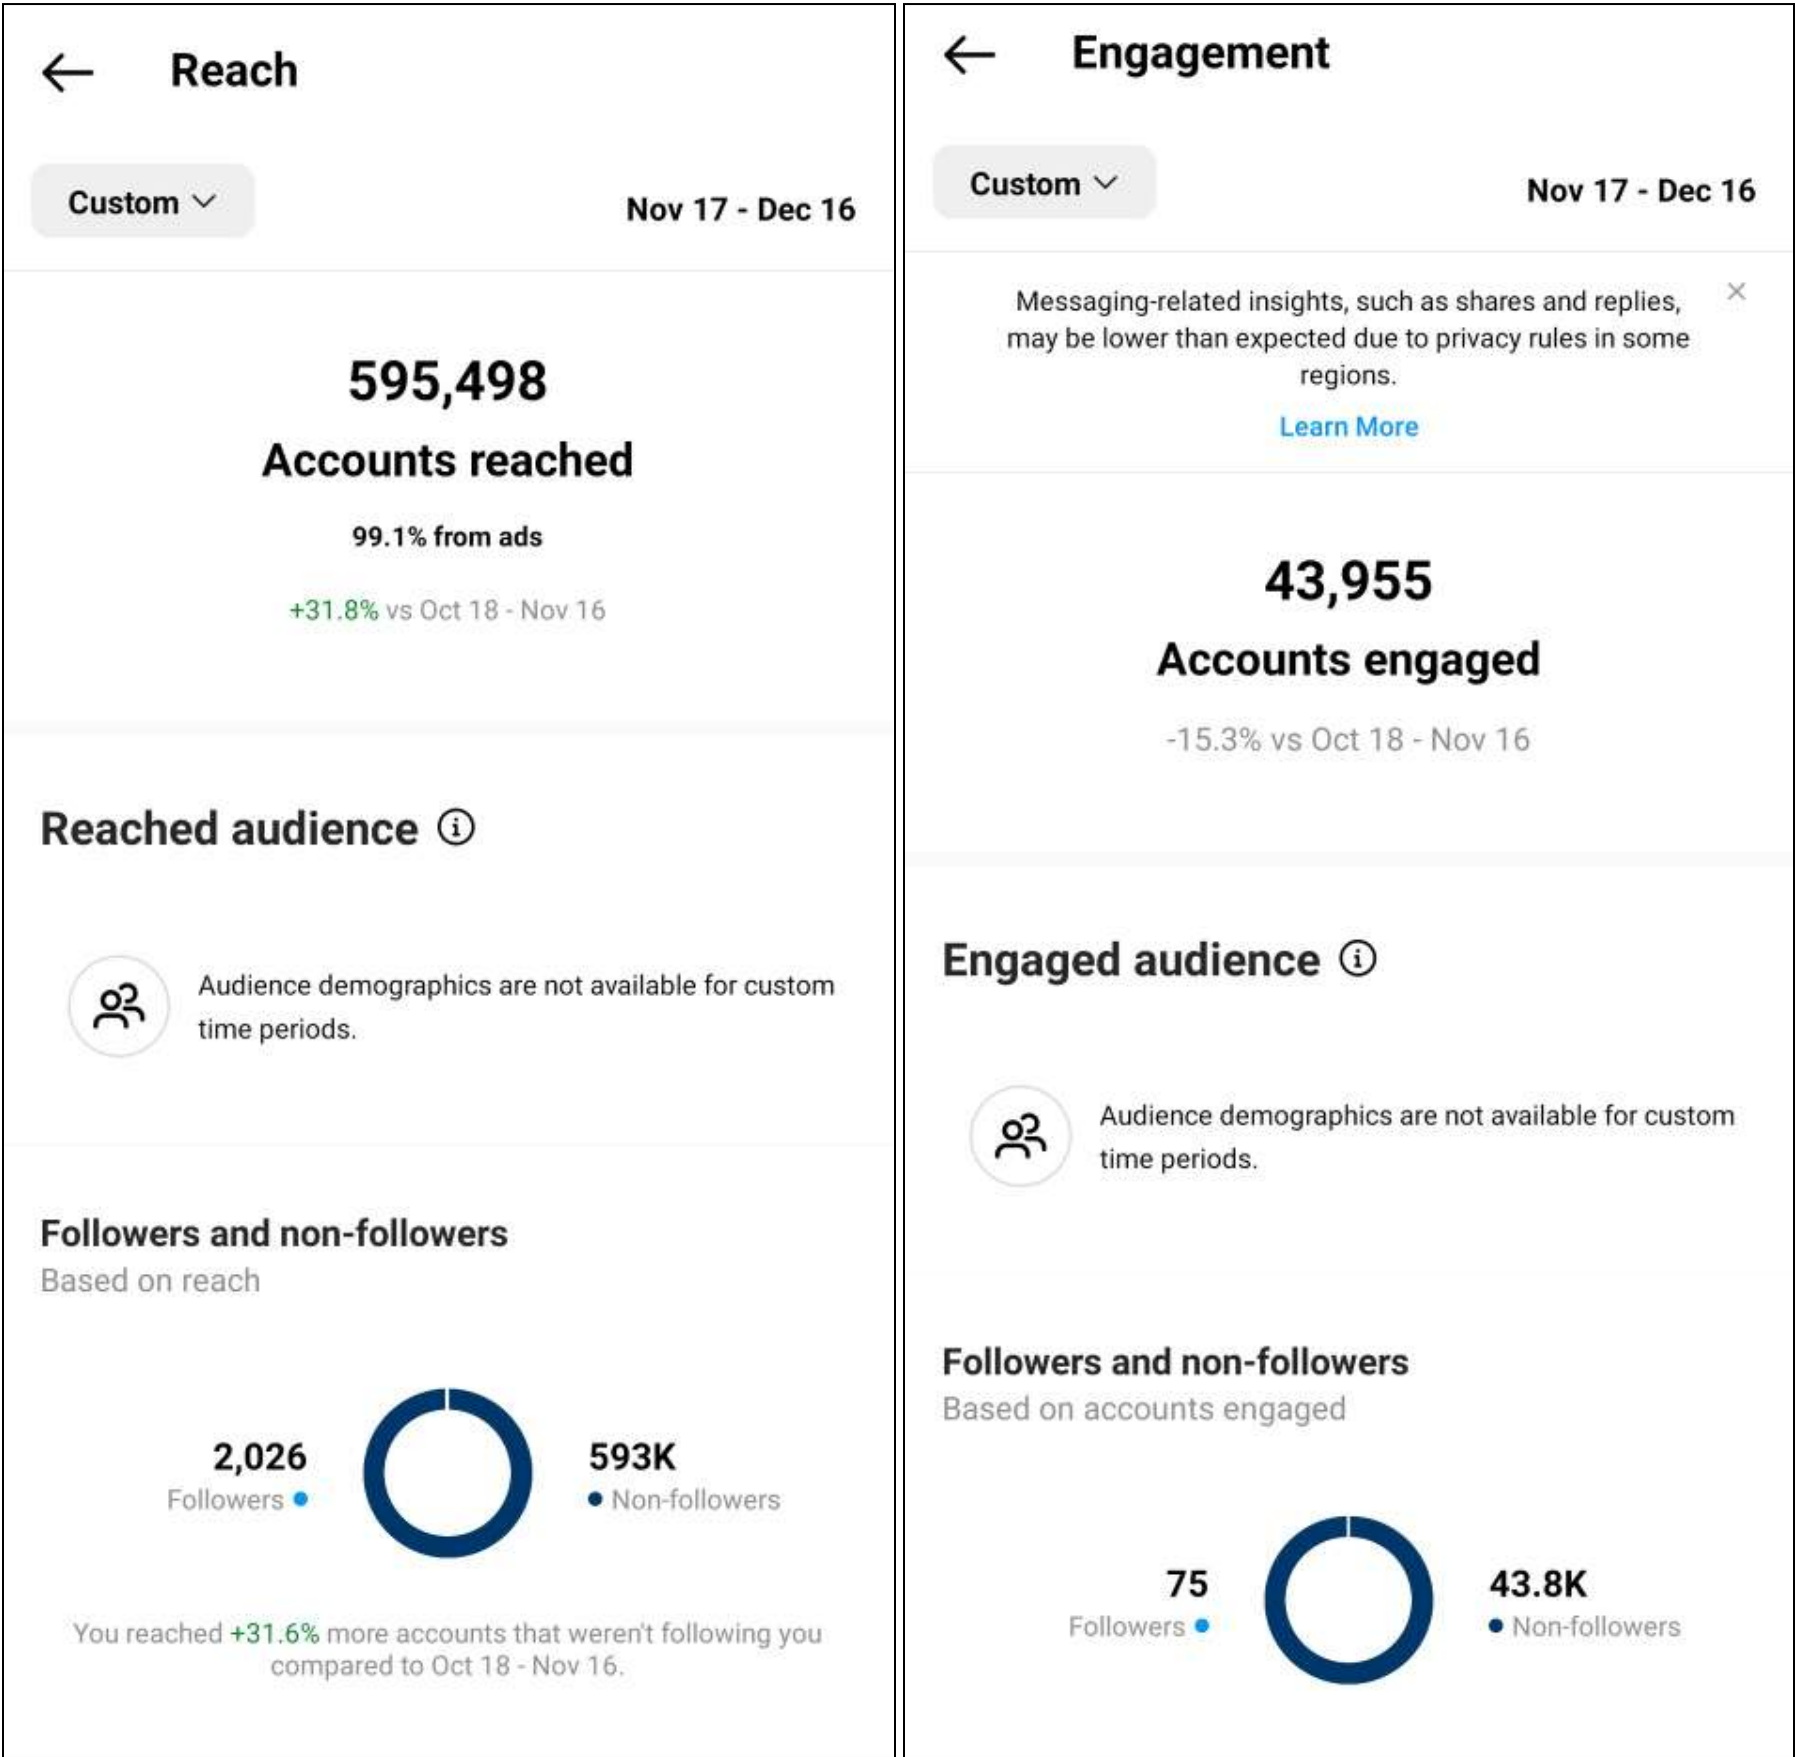 Reach
Custom
Nov 17 - Dec 16
595,498
Accounts reached
99.1% from ads
+31.8% vs Oct 18 - Nov 16
Reached audience
Audience demographics are not available for custom
time periods.
Followers and non-followers
Based on reach
2,026
Followers
593K
Non-followers
You reached +31.6% more accounts that weren't following you
compared to Oct 18 - Nov 16.
Engagement
Custom
Nov 17 - Dec 16
Messaging-related insights, such as shares and replies,
may be lower than expected due to privacy rules in some
regions.
Learn More
43,955
Accounts engaged
-15.3% vs Oct 18 - Nov 16
Engaged audience
Audience demographics are not available for custom
time periods.
Followers and non-followers
Based on accounts engaged
75
Followers
43.8K
Non-followers